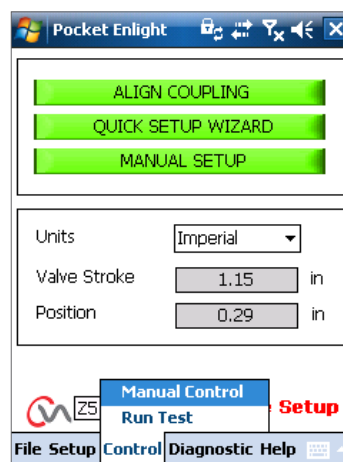 Pocket Enlight
ALIGN COUPLING
QUICK SETUP WIZARD
MANUAL SETUP
Units Imperial
Valve Stroke 1.15 in
Position 0.29 in
Manual Control
Z5 Setup
Run Test
File Setup Control Diagnostic Help